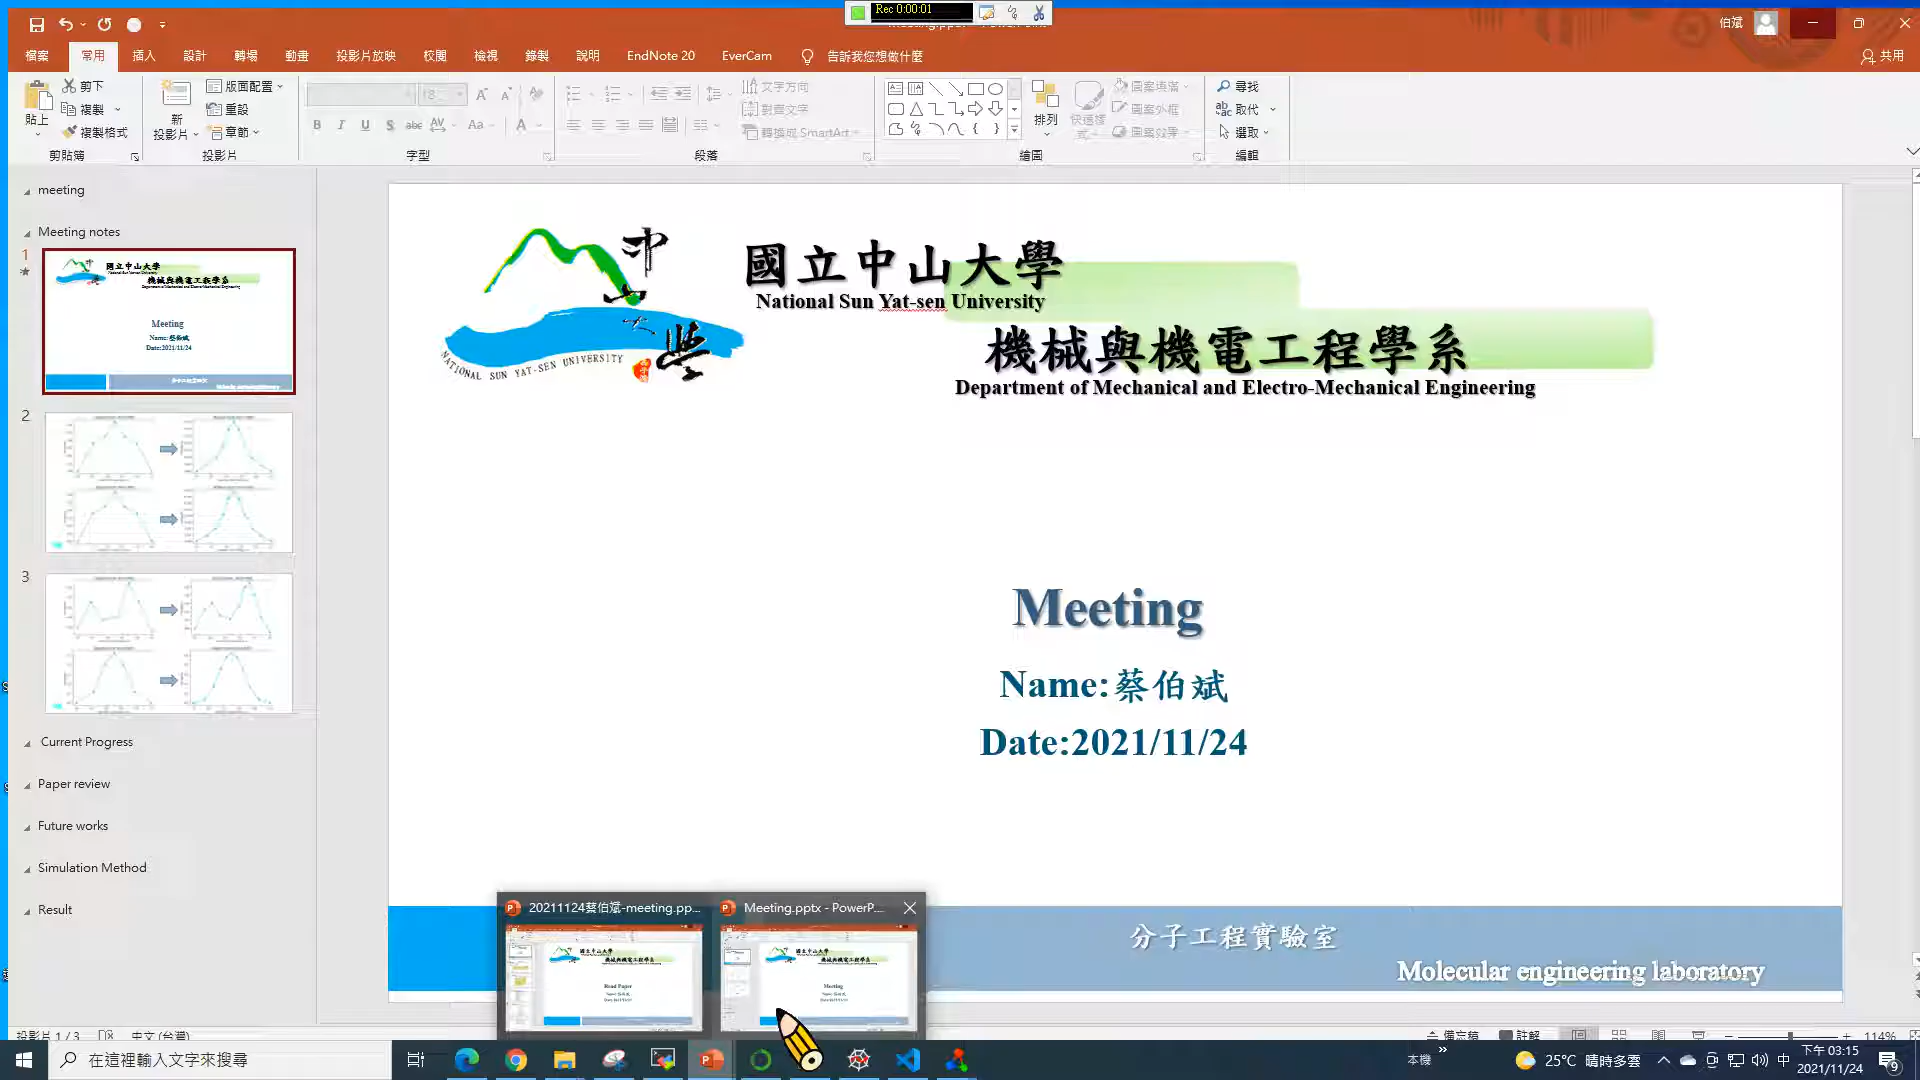 Rec 0:00:01
伯斌
檔案 常用 插入 設計 轉場 動畫 投影片放映 校閱 檢視 錄製 說明 EndNote 20 EverCam 告訴我您想做什麼 共用
貼上 剪下 複製 複製格式 剪貼簿
新投影片 版面配置 重設 章節 投影片
18 字型
文字方向 對齊文字 轉換成 SmartArt 段落
排列 快速樣式 圖案填滿 圖案外框 圖案效果 繪圖
尋找 取代 選取 編輯
meeting
Meeting notes
1
2
3
Current Progress
Paper review
Future works
Simulation Method
Result
國立中山大學
National Sun Yat-sen University
機械與機電工程學系
Department of Mechanical and Electro-Mechanical Engineering
中山大學
NATIONAL SUN YAT-SEN UNIVERSITY
Meeting
Name:蔡伯斌
Date:2021/11/24
分子工程實驗室
Molecular engineering laboratory
20211124蔡伯斌-meeting.pp...
Meeting.pptx - PowerP...
投影片 1 / 3 中文 (台灣)
備忘稿 註解 114%
在這裡輸入文字來搜尋
本機 25°C 晴時多雲 中
下午 03:15
2021/11/24
9